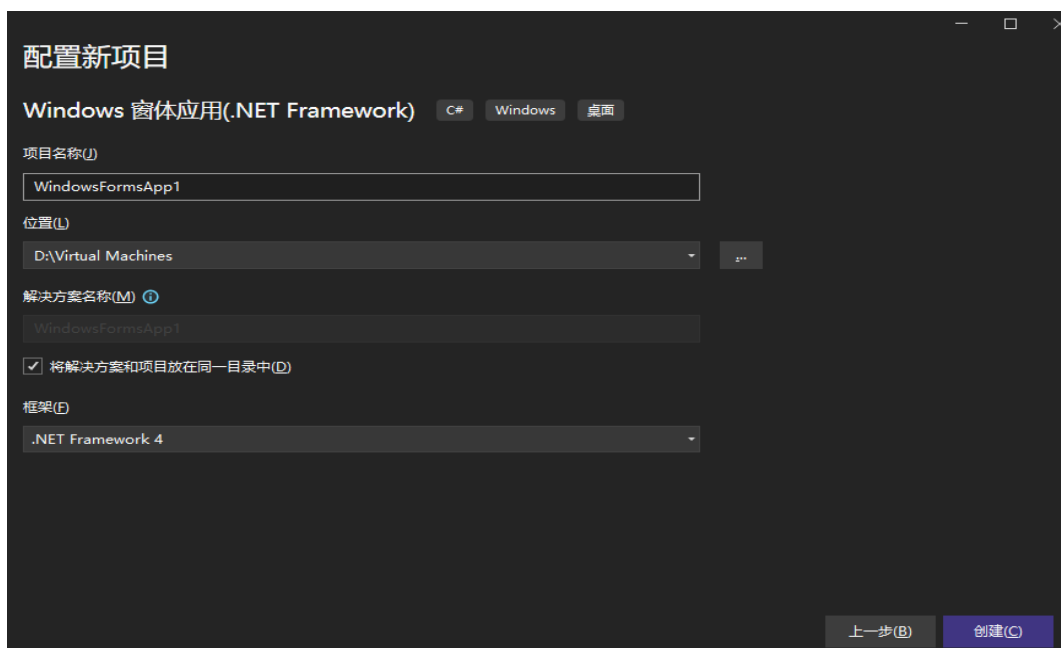 配置新项目
Windows 窗体应用(.NET Framework) C# Windows 桌面
项目名称(J)
WindowsFormsApp1
位置(L)
D:\Virtual Machines
...
解决方案名称(M)
WindowsFormsApp1
将解决方案和项目放在同一目录中(D)
框架(F)
.NET Framework 4
上一步(B) 创建(C)